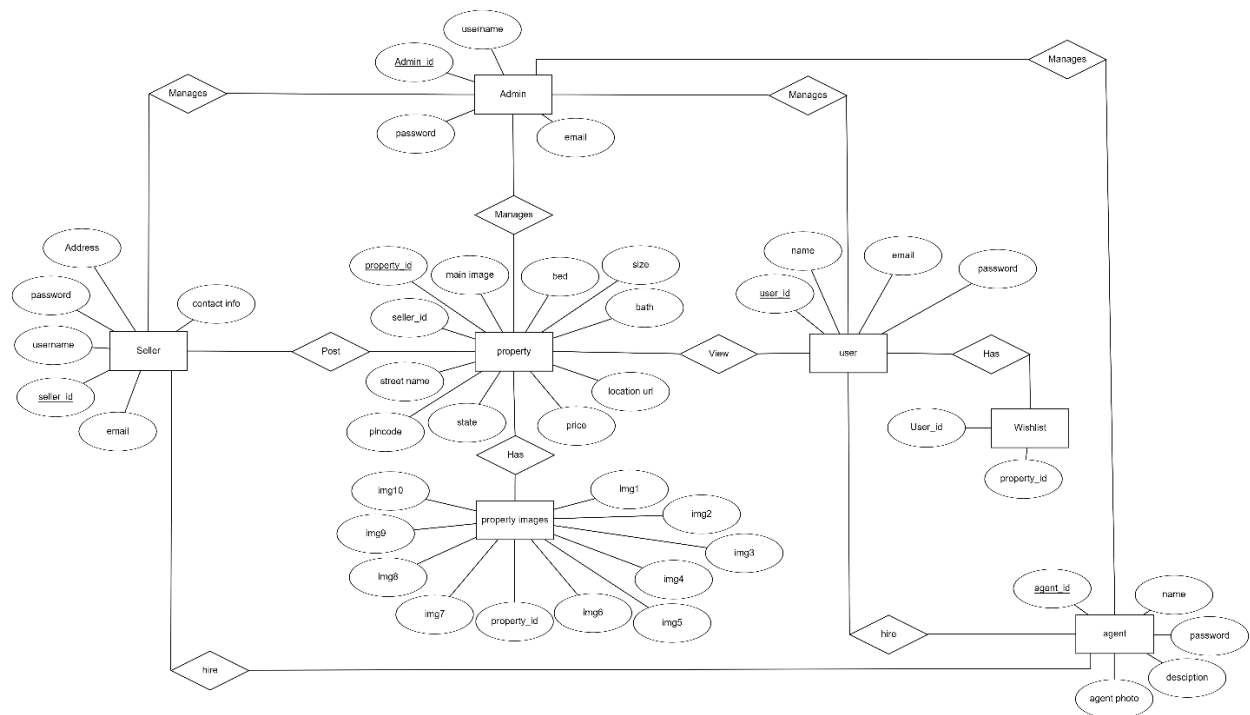 username
Admin_id
Manages
Manages
Manages
Admin
password
email
Manages
Address
name
email
size
property_id
main image
bed
password
user_id
password
contact info
bath
seller_id
username
Seller
Post
property
View
user
Has
street name
location url
seller_id
User_id
Wishlist
state
price
email
pincode
Has
property_id
img10
img1
img2
property images
img9
img3
Img8
img4
agent_id
name
img7
property_id
img6
img5
hire
agent
password
hire
desciption
agent photo